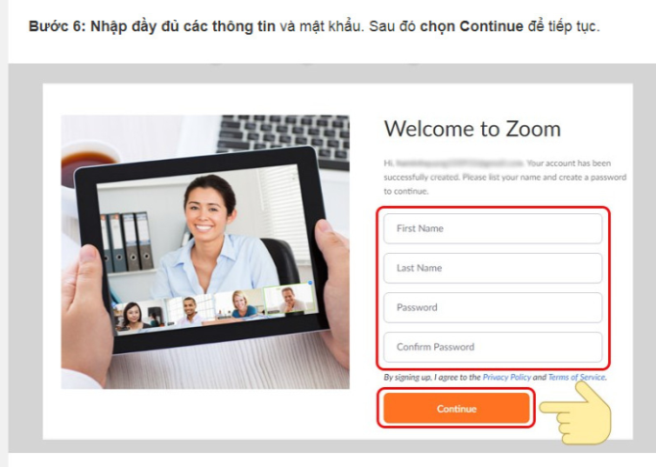 Bước 6: Nhập đầy đủ các thông tin và mật khẩu. Sau đó chọn Continue để tiếp tục.
Welcome to Zoom
Hi, Your account has been
successfully created. Please list your name and create a password
to continue.
First Name
Last Name
Password
Confirm Password
By signing up, I agree to the Privacy Policy and Terms of Service.
Continue